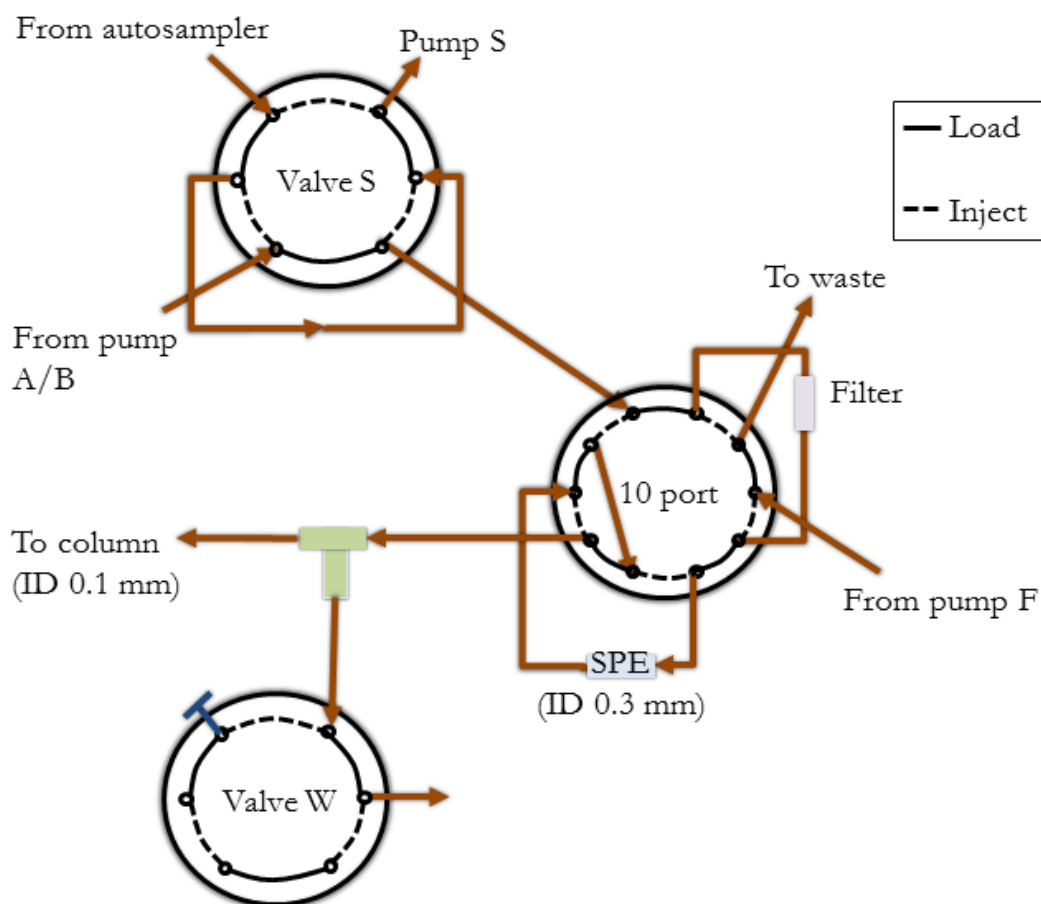 From autosampler
Pump S
Load
Valve S
Inject
To waste
From pump
A/B
Filter
10 port
To column
(ID 0.1 mm)
From pump F
SPE
(ID 0.3 mm)
Valve W